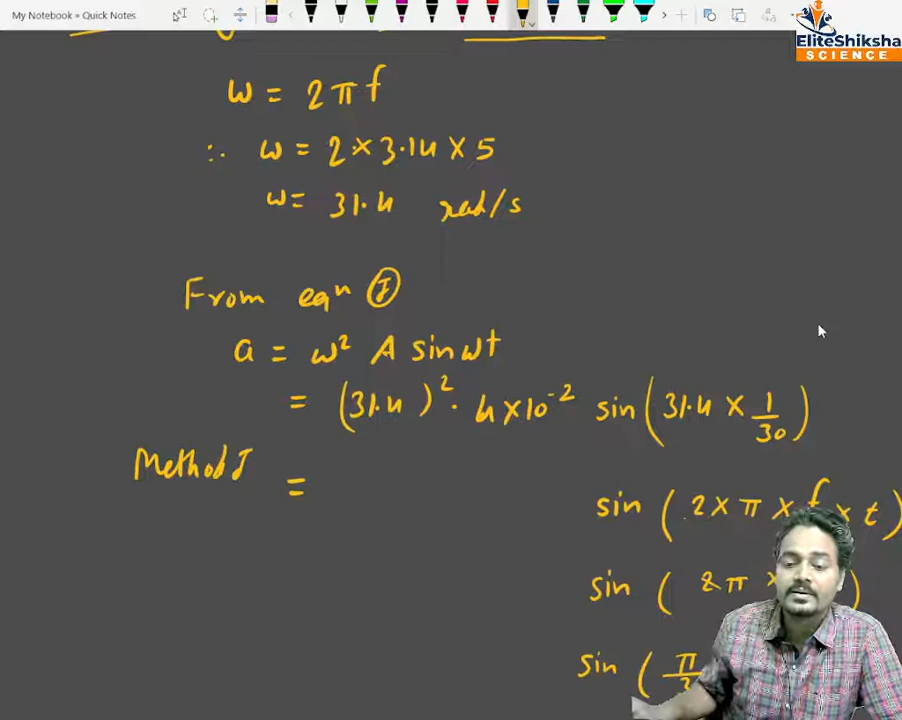 My Notebook » Quick Notes
EliteShiksha
SCIENCE
ω = 2πf
∴ ω = 2 × 3.14 × 5
ω = 31.4 rad/s
From eqn Ⓘ
a = ω² A sin ωt
= (31.4)² · 4×10⁻² sin(31.4 × 1/30)
Method I =
sin (2 × π × f × t)
sin ( 2π × )
sin ( π/3